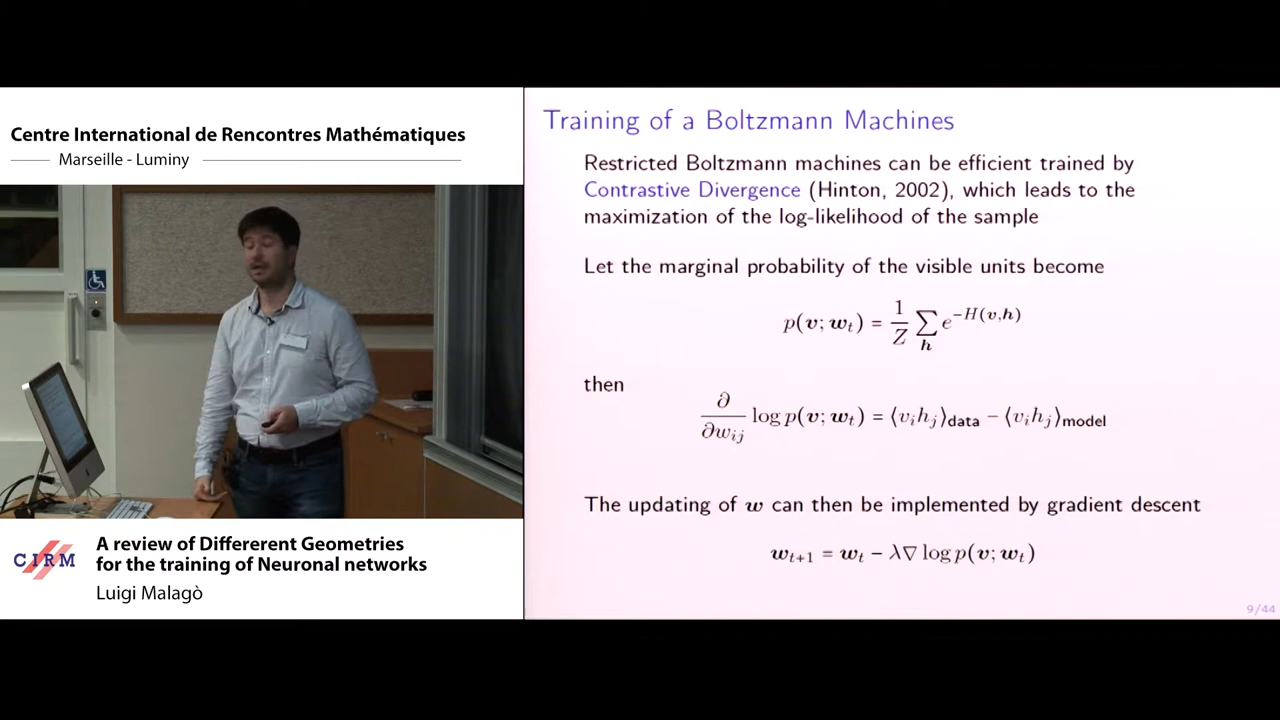 Centre International de Rencontres Mathématiques
Marseille - Luminy
CIRM
A review of Differerent Geometries
for the training of Neuronal networks
Luigi Malagò
Training of a Boltzmann Machines
Restricted Boltzmann machines can be efficient trained by
Contrastive Divergence (Hinton, 2002), which leads to the
maximization of the log-likelihood of the sample
Let the marginal probability of the visible units become
p(v; w_t) = 1/Z ∑_h e^{-H(v,h)}
then
∂/∂w_{ij} log p(v; w_t) = ⟨v_i h_j⟩_data − ⟨v_i h_j⟩_model
The updating of w can then be implemented by gradient descent
w_{t+1} = w_t − λ∇ log p(v; w_t)
9/44